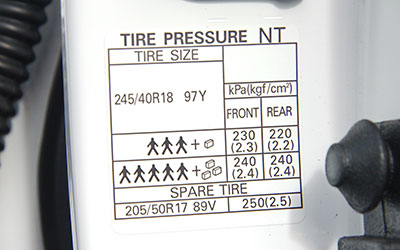 TIRE PRESSURE NT
TIRE SIZE
245/40R18 97Y
kPa(kgf/cm²)
FRONT REAR
+ 230 (2.3) 220 (2.2)
+ 240 (2.4) 240 (2.4)
SPARE TIRE
205/50R17 89V 250(2.5)